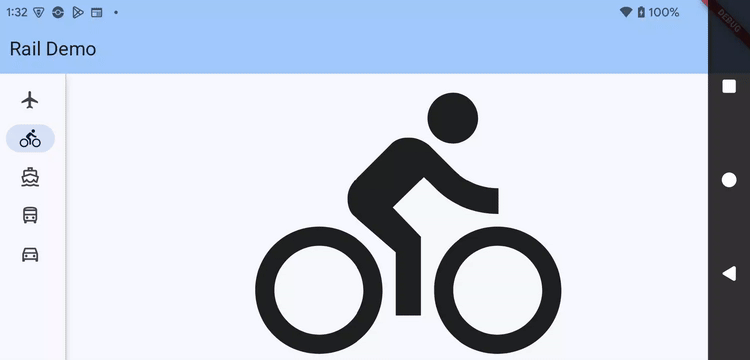 1:32
100%
DEBUG
Rail Demo